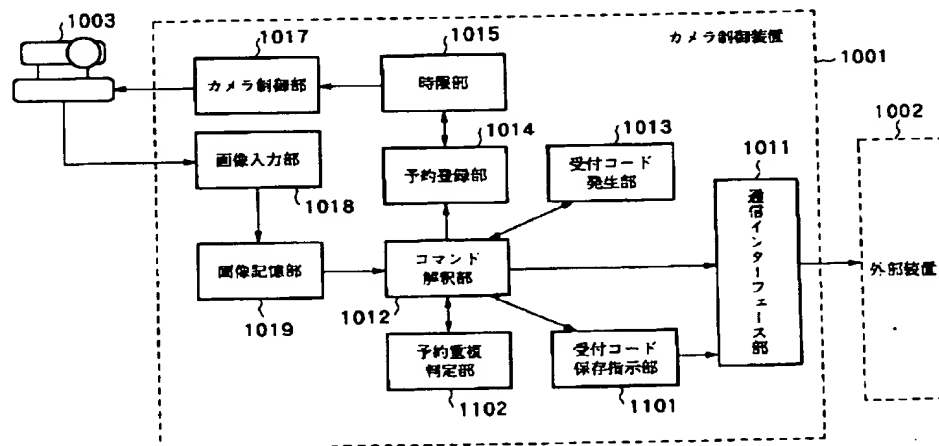 1003
1017
1015
カメラ制御装置
1001
カメラ制御部
時限部
1002
1014
1013
1011
画像入力部
予約登録部
受付コード
発生部
1018
通信インターフェース部
画像記憶部
コマンド
解釈部
外部装置
1019
1012
予約重複
判定部
受付コード
保存指示部
1102
1101